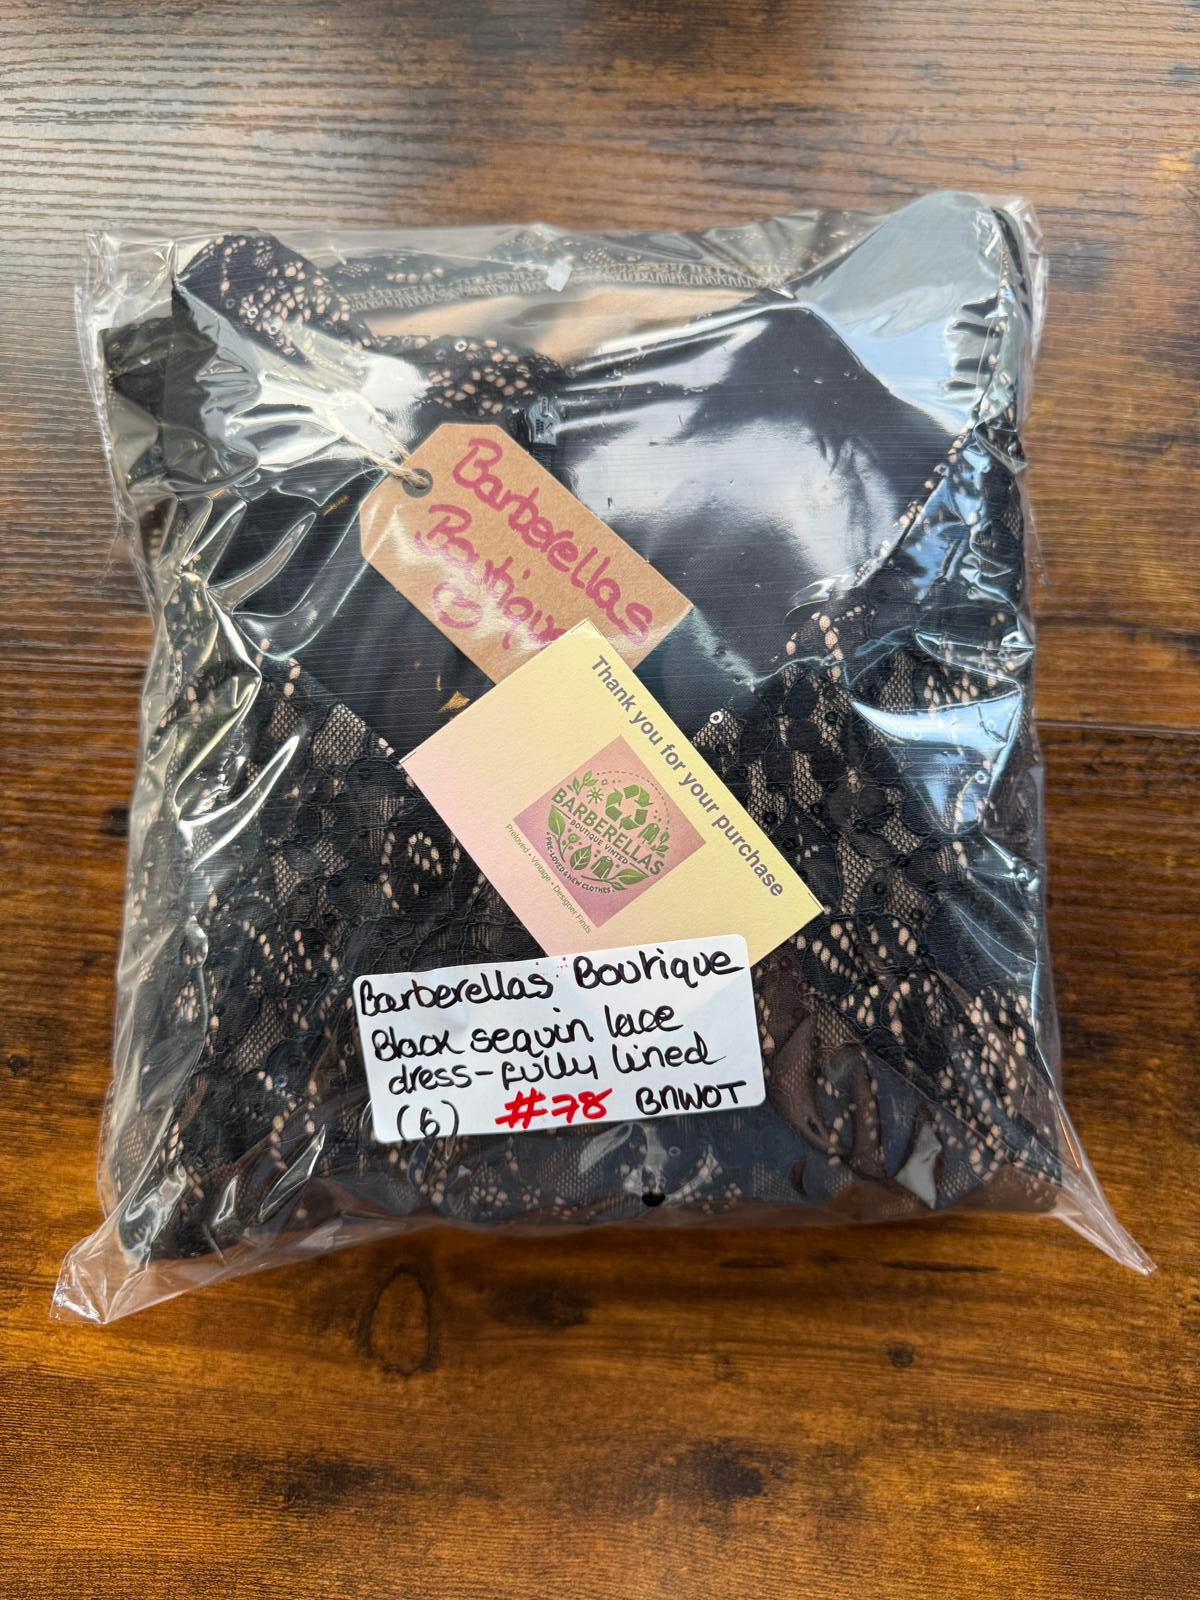 Barberellas
Boutique
Thank you for your purchase
BARBERELLAS
BOUTIQUE VINTED
• PRE-LOVED & NEW CLOTHES •
Preloved • Vintage • Designer Finds
Barberellas Boutique
Black sequin lace
dress - fully lined
(6) #78 BNWOT